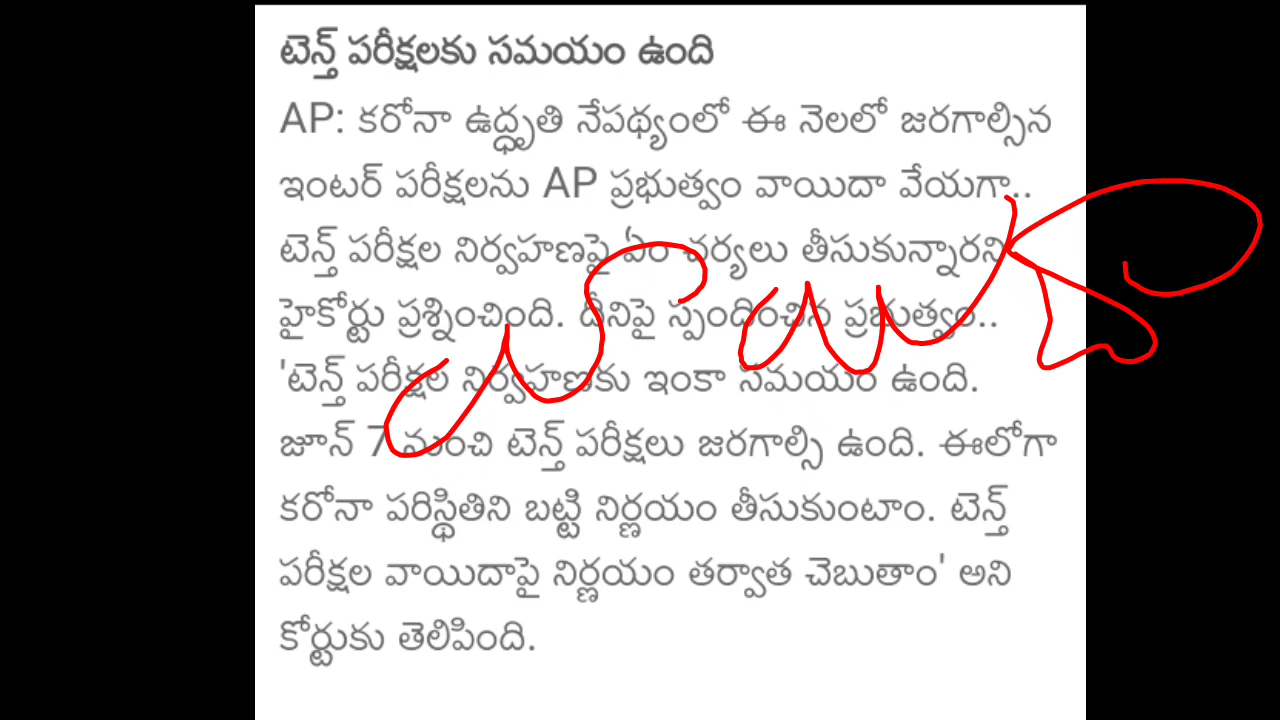 టెన్త్ పరీక్షలకు సమయం ఉంది
AP: కరోనా ఉద్ధృతి నేపథ్యంలో ఈ నెలలో జరగాల్సిన
ఇంటర్ పరీక్షలను AP ప్రభుత్వం వాయిదా వేయగా..
టెన్త్ పరీక్షల నిర్వహణపై ఏం చర్యలు తీసుకున్నారని
హైకోర్టు ప్రశ్నించింది. దీనిపై స్పందించిన ప్రభుత్వం..
'టెన్త్ పరీక్షల నిర్వహణకు ఇంకా సమయం ఉంది.
జూన్ 7 నుంచి టెన్త్ పరీక్షలు జరగాల్సి ఉంది. ఈలోగా
కరోనా పరిస్థితిని బట్టి నిర్ణయం తీసుకుంటాం. టెన్త్
పరీక్షల వాయిదాపై నిర్ణయం తర్వాత చెబుతాం' అని
కోర్టుకు తెలిపింది.